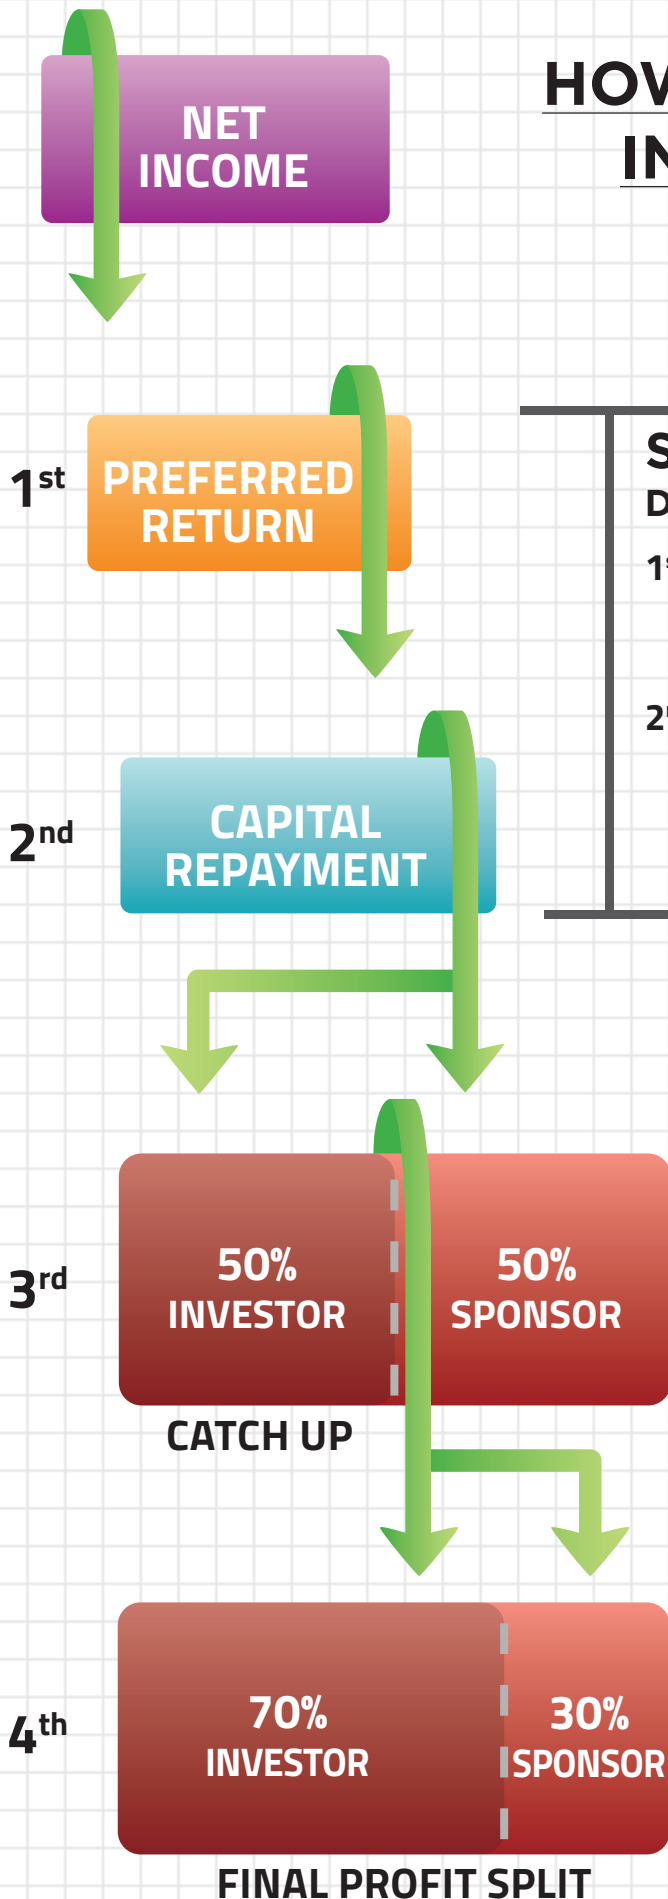 NET
INCOME
1st
PREFERRED
RETURN
2nd
CAPITAL
REPAYMENT
3rd
50%
INVESTOR
50%
SPONSOR
CATCH UP
4th
70%
INVESTOR
30%
SPONSOR
FINAL PROFIT SPLIT